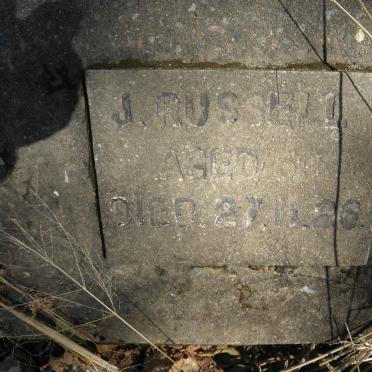 J. RUSSELL
AGED
DIED 27.11.26.